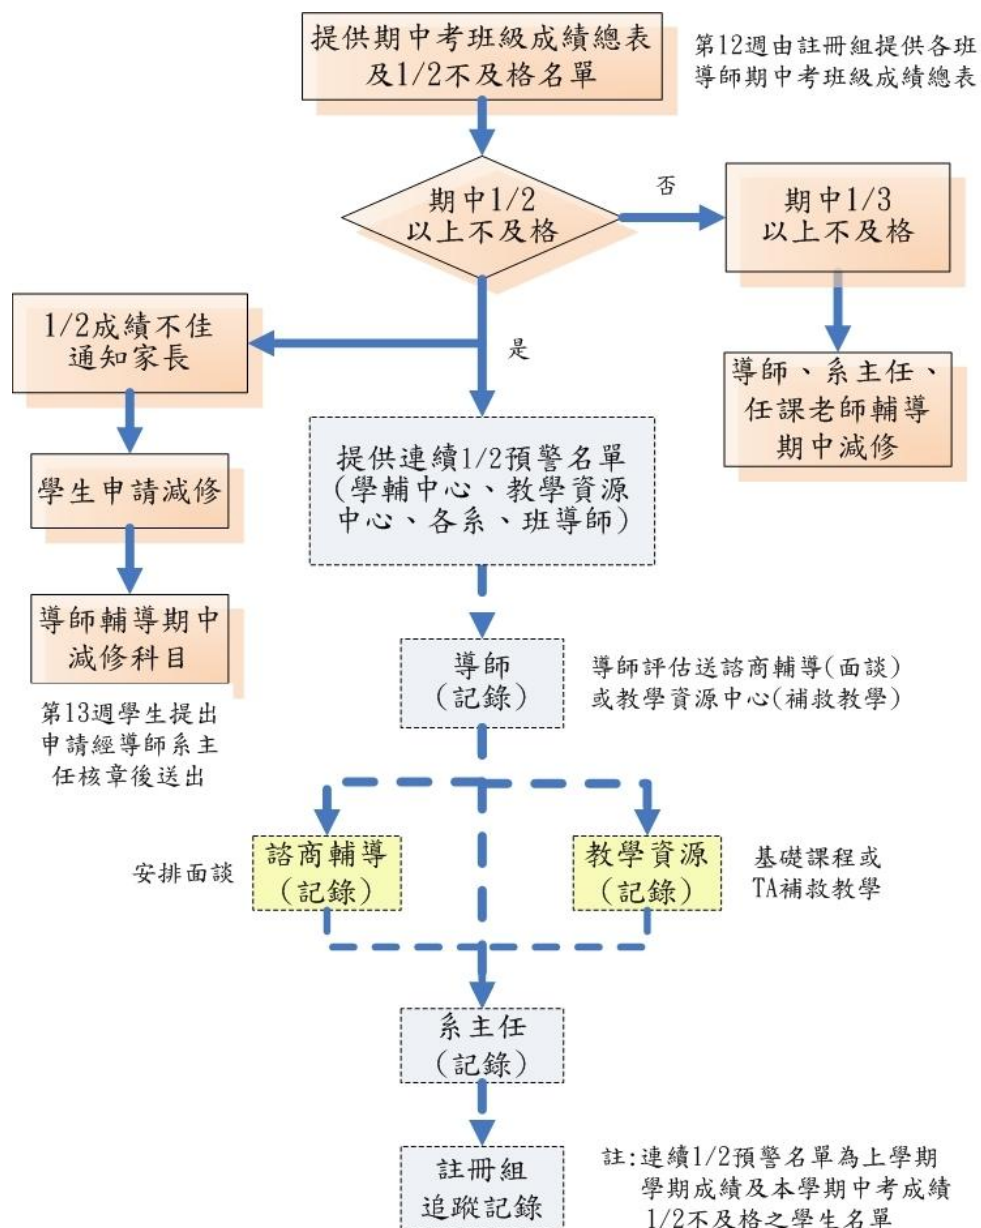 提供期中考班級成績總表
及1/2不及格名單
第12週由註冊組提供各班
導師期中考班級成績總表
期中1/2
以上不及格
否
期中1/3
以上不及格
是
1/2成績不佳
通知家長
導師、系主任、
任課老師輔導
期中減修
提供連續1/2預警名單
(學輔中心、教學資源
中心、各系、班導師)
學生申請減修
導師輔導期中
減修科目
第13週學生提出
申請經導師系主
任核章後送出
導師
(記錄)
導師評估送諮商輔導(面談)
或教學資源中心(補救教學)
安排面談
諮商輔導
(記錄)
教學資源
(記錄)
基礎課程或
TA補救教學
系主任
(記錄)
註冊組
追蹤記錄
註:連續1/2預警名單為上學期
學期成績及本學期中考成績
1/2不及格之學生名單